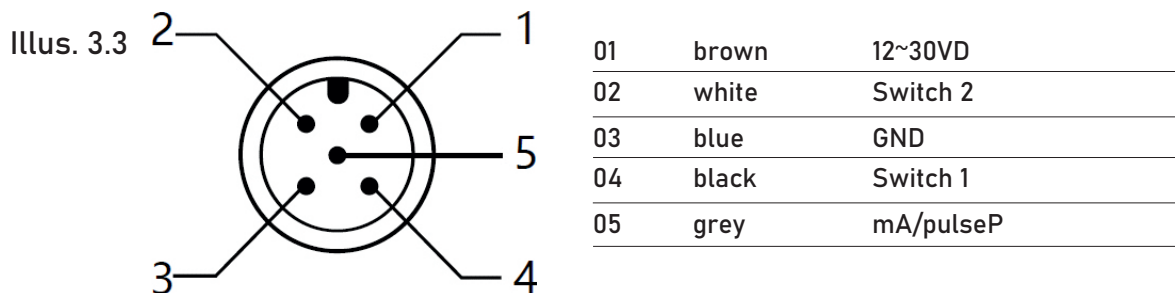 Illus. 3.3
2
1
5
3
4
01 brown 12~30VD
02 white Switch 2
03 blue GND
04 black Switch 1
05 grey mA/pulseP